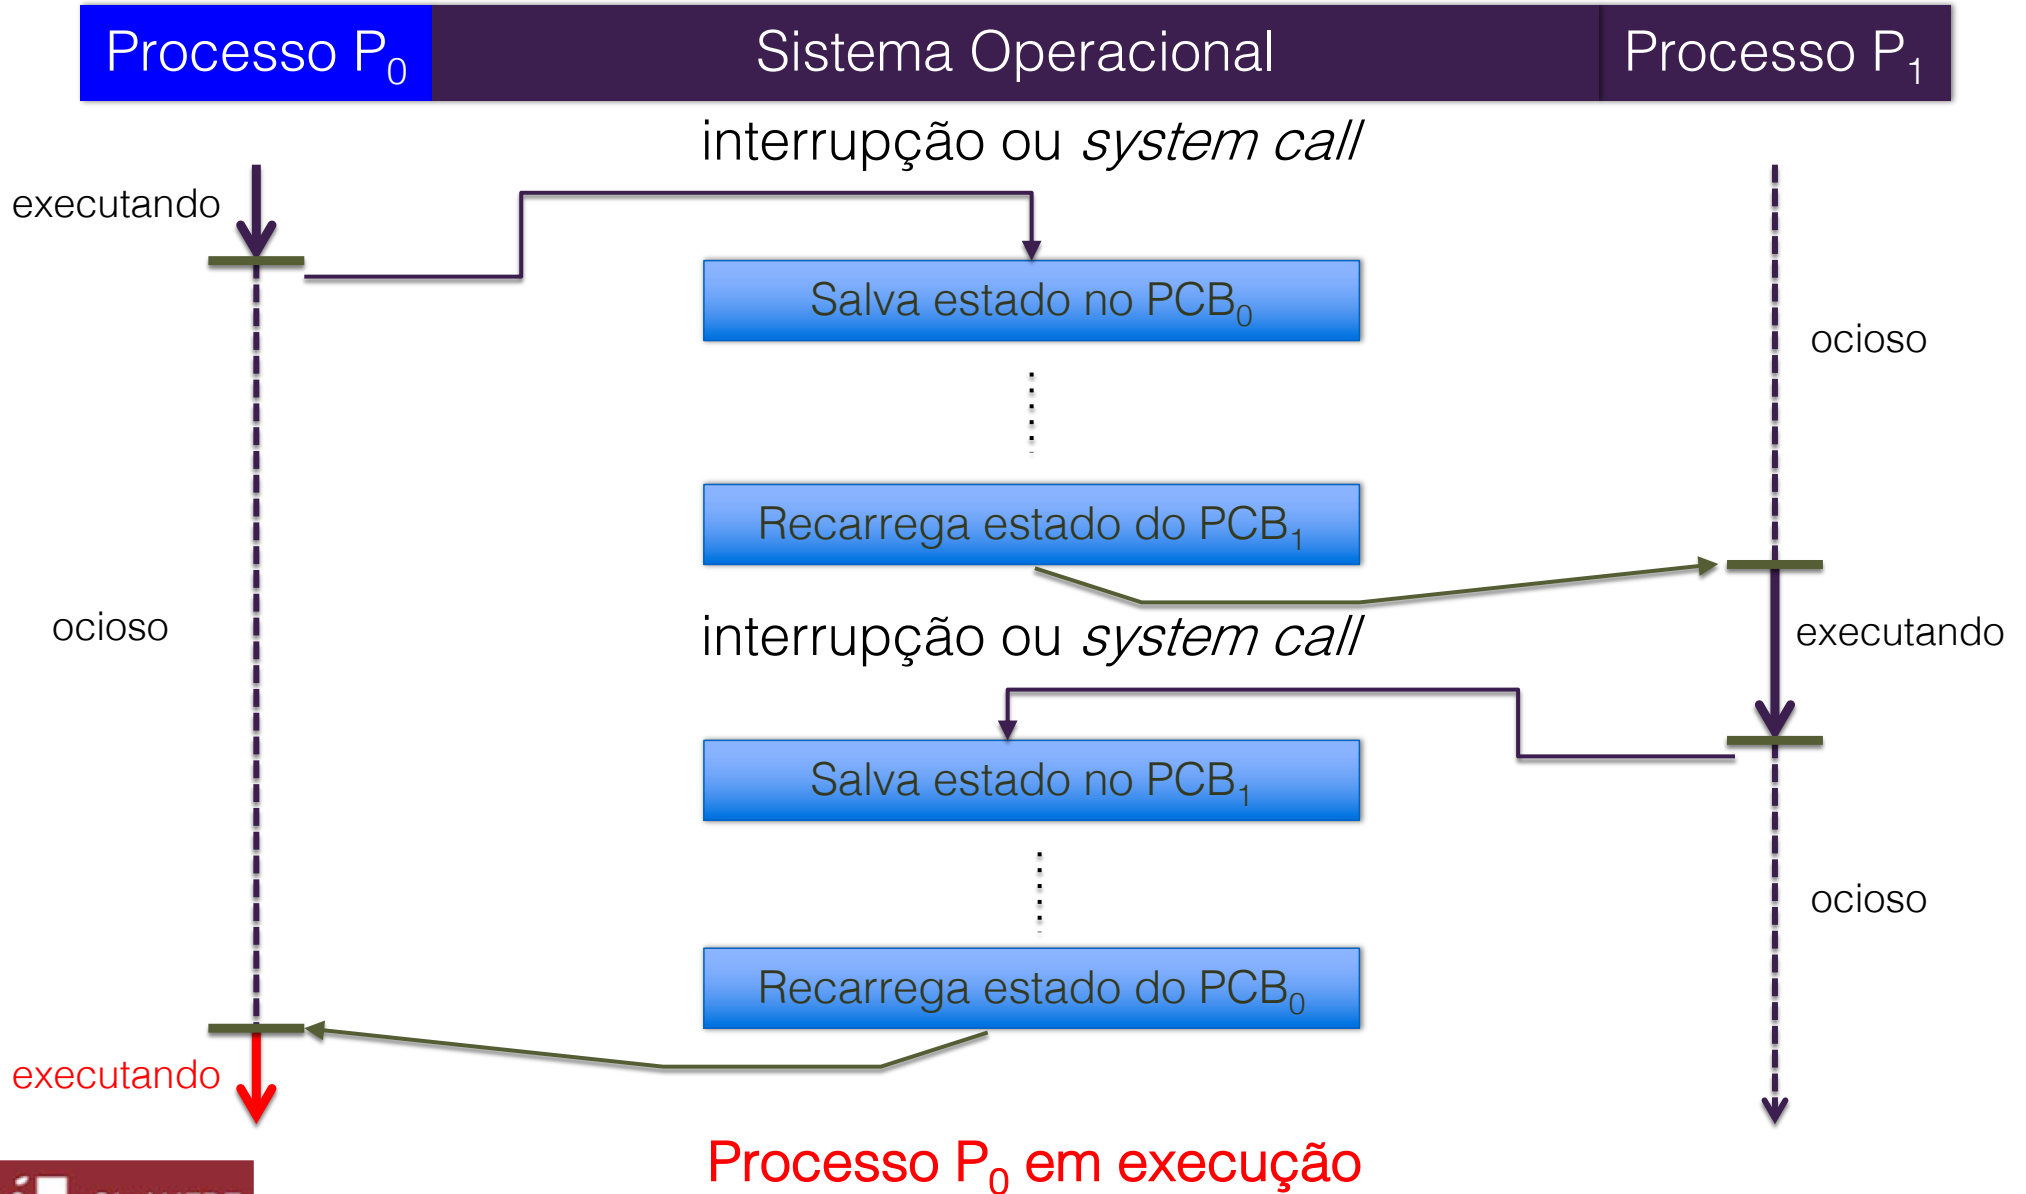 Processo P₀
Sistema Operacional
Processo P₁
interrupção ou system call
executando
Salva estado no PCB₀
ocioso
Recarrega estado do PCB₁
ocioso
interrupção ou system call
executando
Salva estado no PCB₁
ocioso
Recarrega estado do PCB₀
executando
Processo P₀ em execução